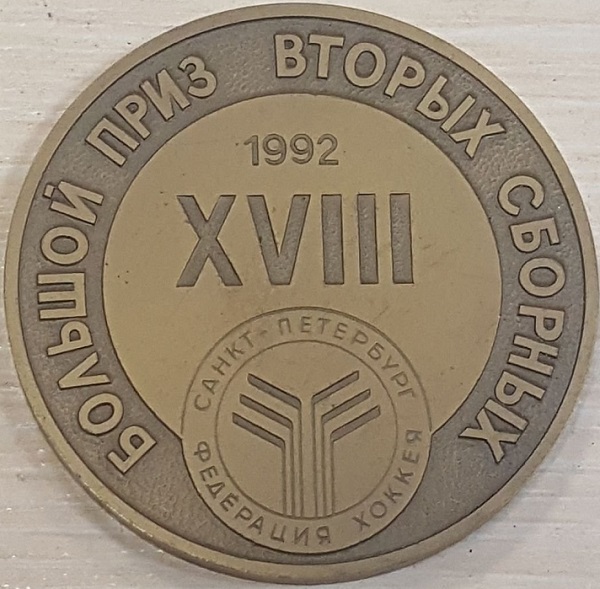 БОЛЬШОЙ ПРИЗ ВТОРЫХ СБОРНЫХ
1992
XVIII
САНКТ-ПЕТЕРБУРГ
ФЕДЕРАЦИЯ ХОККЕЯ